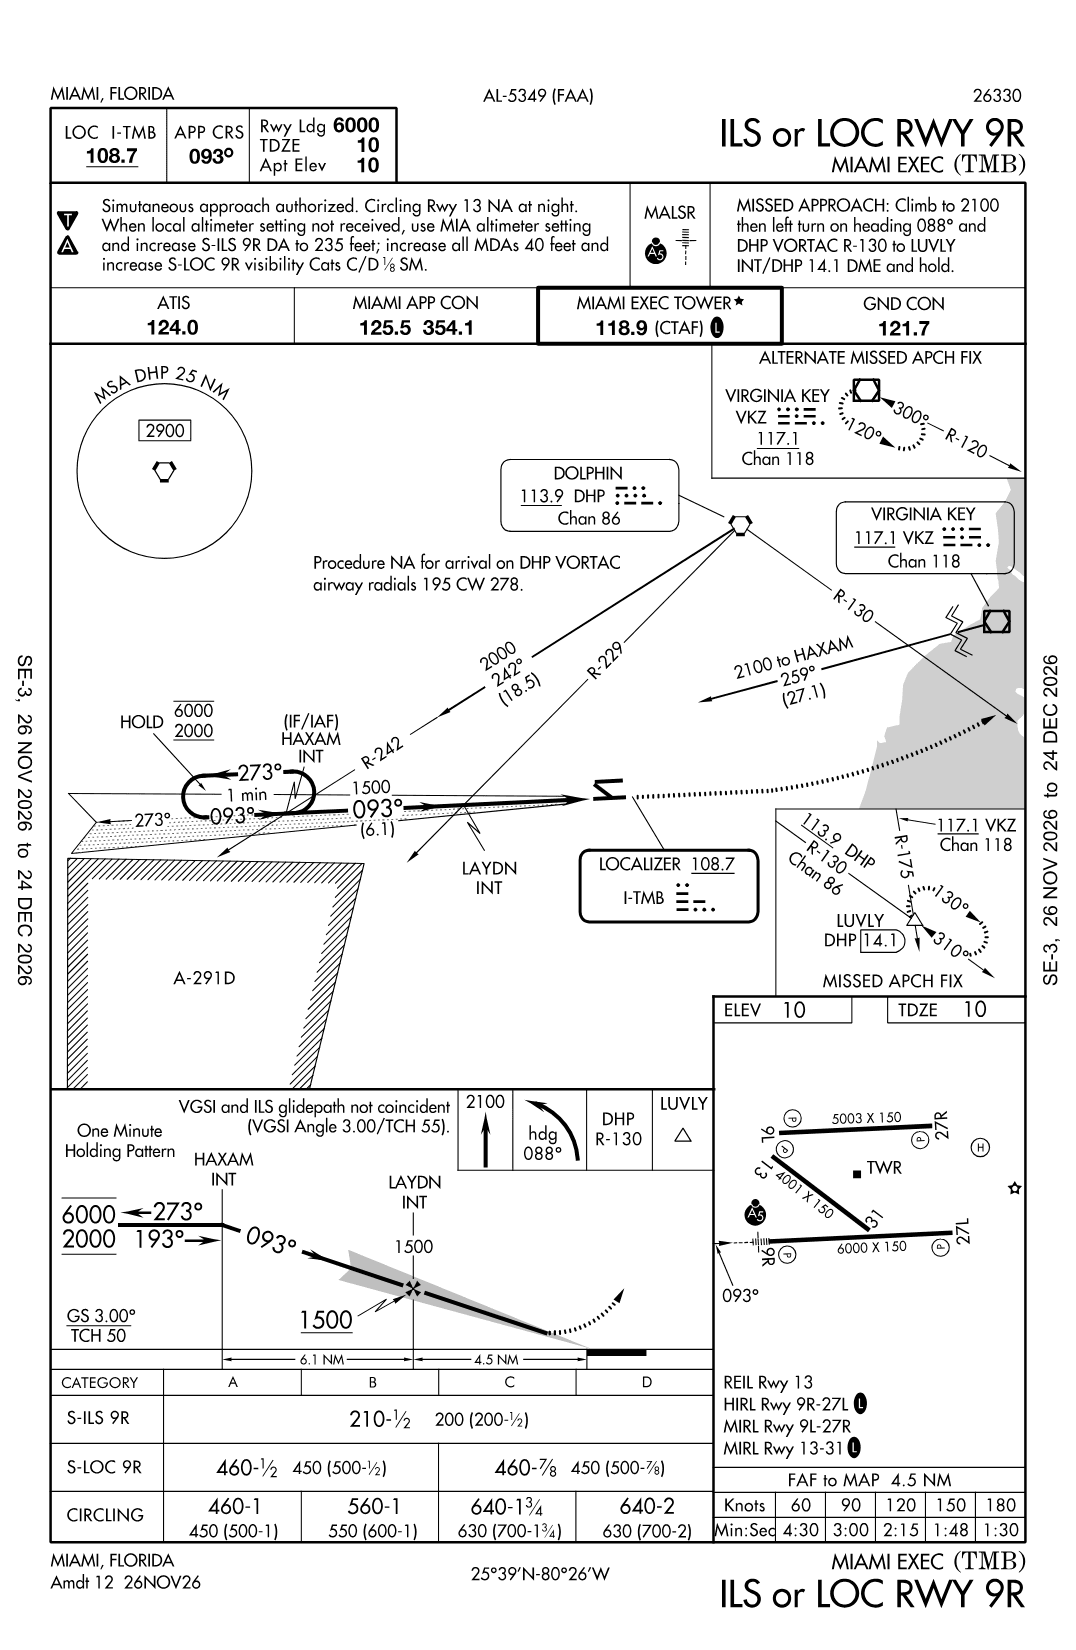 MIAMI, FLORIDA
AL-5349 (FAA)
26330
LOC I-TMB
108.7
APP CRS
093°
Rwy Ldg 6000
TDZE 10
Apt Elev 10
ILS or LOC RWY 9R
MIAMI EXEC (TMB)
T
A
Simutaneous approach authorized. Circling Rwy 13 NA at night.
When local altimeter setting not received, use MIA altimeter setting
and increase S-ILS 9R DA to 235 feet; increase all MDAs 40 feet and
increase S-LOC 9R visibility Cats C/D ⅛ SM.
MALSR
A5
MISSED APPROACH: Climb to 2100
then left turn on heading 088° and
DHP VORTAC R-130 to LUVLY
INT/DHP 14.1 DME and hold.
ATIS
124.0
MIAMI APP CON
125.5 354.1
MIAMI EXEC TOWER★
118.9 (CTAF) L
GND CON
121.7
MSA DHP 25 NM
2900
ALTERNATE MISSED APCH FIX
VIRGINIA KEY
VKZ
117.1
Chan 118
300°
120°
R-120
DOLPHIN
113.9 DHP
Chan 86
VIRGINIA KEY
117.1 VKZ
Chan 118
Procedure NA for arrival on DHP VORTAC
airway radials 195 CW 278.
R-130
2000
242°
(18.5)
R-229
2100 to HAXAM
259°
(27.1)
HOLD
6000
2000
(IF/IAF)
HAXAM
INT
R-242
273°
1 min
093°
1500
093°
(6.1)
273°
LAYDN
INT
LOCALIZER 108.7
I-TMB
A-291D
113.9 DHP
R-130
Chan 86
R-175
117.1 VKZ
Chan 118
130°
310°
LUVLY
DHP 14.1
MISSED APCH FIX
SE-3, 26 NOV 2026 to 24 DEC 2026
SE-3, 26 NOV 2026 to 24 DEC 2026
ELEV 10
TDZE 10
5003 X 150
9L
27R
P
P
P
H
13
4001 X 150
31
TWR
A5
9R
6000 X 150
27L
P
P
093°
REIL Rwy 13
HIRL Rwy 9R-27L L
MIRL Rwy 9L-27R
MIRL Rwy 13-31 L
FAF to MAP 4.5 NM
Knots 60 90 120 150 180
Min:Sec 4:30 3:00 2:15 1:48 1:30
VGSI and ILS glidepath not coincident
(VGSI Angle 3.00/TCH 55).
2100
hdg
088°
DHP
R-130
LUVLY
One Minute
Holding Pattern
HAXAM
INT
LAYDN
INT
6000
2000
273°
193°
093°
1500
1500
GS 3.00°
TCH 50
6.1 NM
4.5 NM
CATEGORY A B C D
S-ILS 9R 210-½ 200 (200-½)
S-LOC 9R 460-½ 450 (500-½) 460-⅞ 450 (500-⅞)
CIRCLING
460-1
450 (500-1)
560-1
550 (600-1)
640-1¾
630 (700-1¾)
640-2
630 (700-2)
MIAMI, FLORIDA
Amdt 12 26NOV26
25°39'N-80°26'W
MIAMI EXEC (TMB)
ILS or LOC RWY 9R